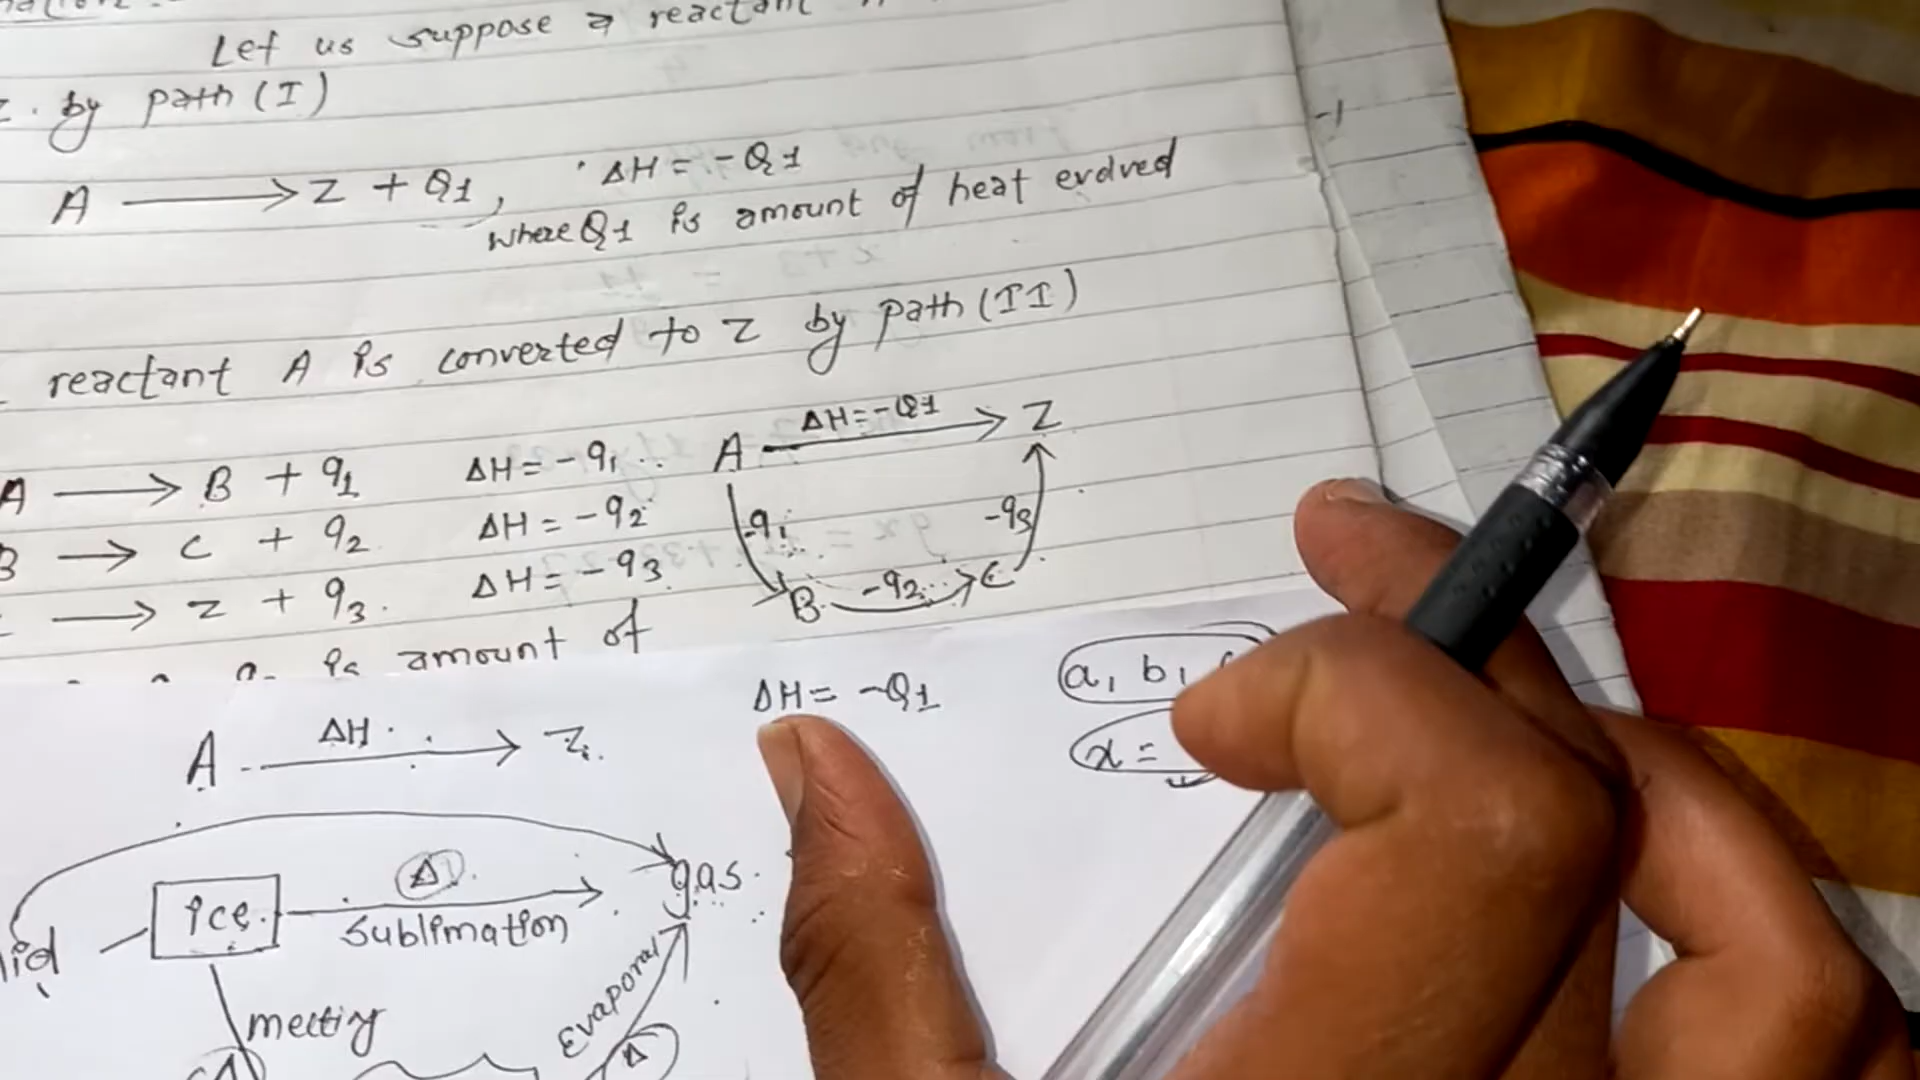 Let us suppose a reactant
by path (I)
A ⟶ Z + Q1, ΔH = -Q1
where Q1 is amount of heat evolved
reactant A is converted to Z by path (II)
A ⟶ B + q1 ΔH = -q1
B ⟶ C + q2 ΔH = -q2
⟶ Z + q3. ΔH = -q3
is amount of
A ΔH = -Q1 Z
-q1 -q3
B -q2 C
ΔH = -Q1 a, b,
A ΔH Z. x =
ice. Δ gas.
sublimation
melting Evaporat
Δ Δ